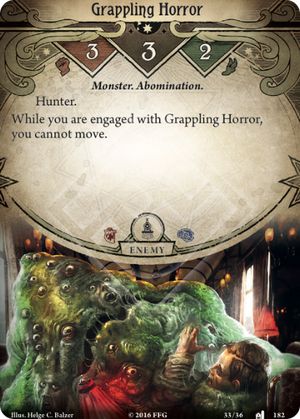 Grappling Horror
3 3 2
Monster. Abomination.
Hunter.
While you are engaged with Grappling Horror,
you cannot move.
ENEMY
Illus. Helge C. Balzer © 2016 FFG 33/36 182